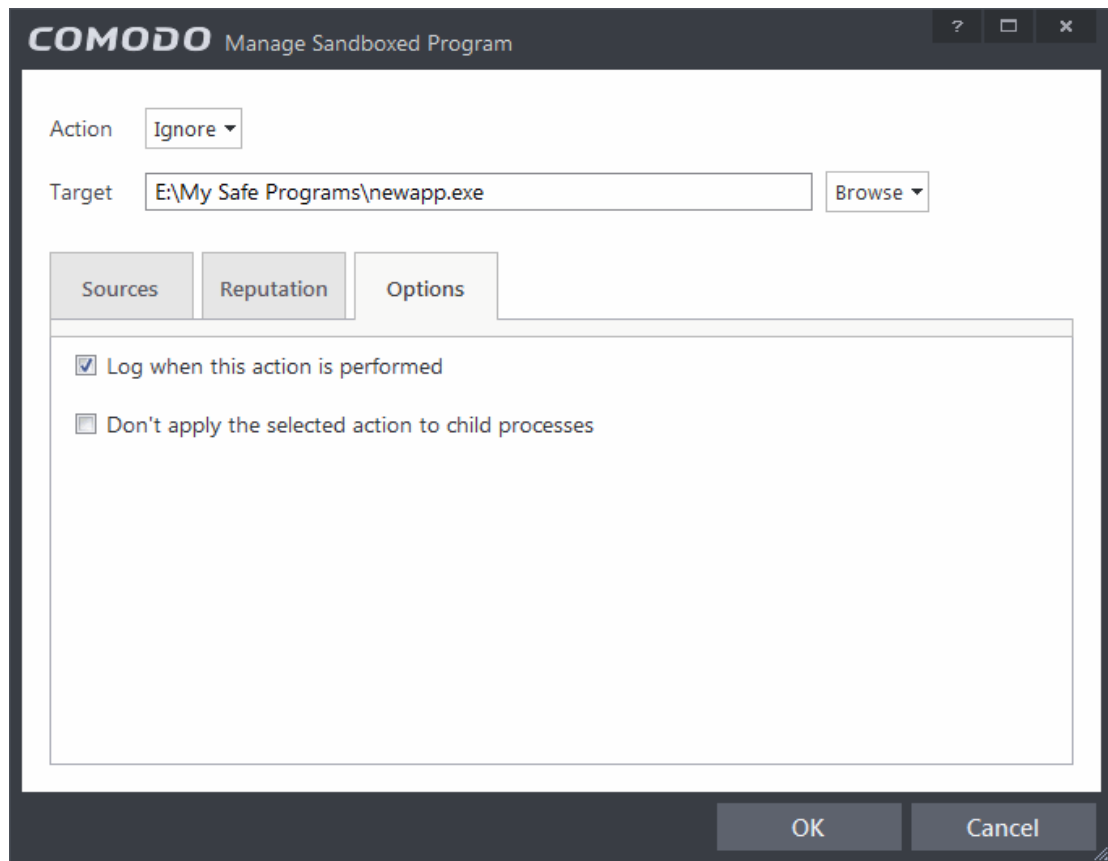 COMODO Manage Sandboxed Program ? x
Action Ignore
Target E:\My Safe Programs\newapp.exe Browse
Sources Reputation Options
Log when this action is performed
Don't apply the selected action to child processes
OK Cancel